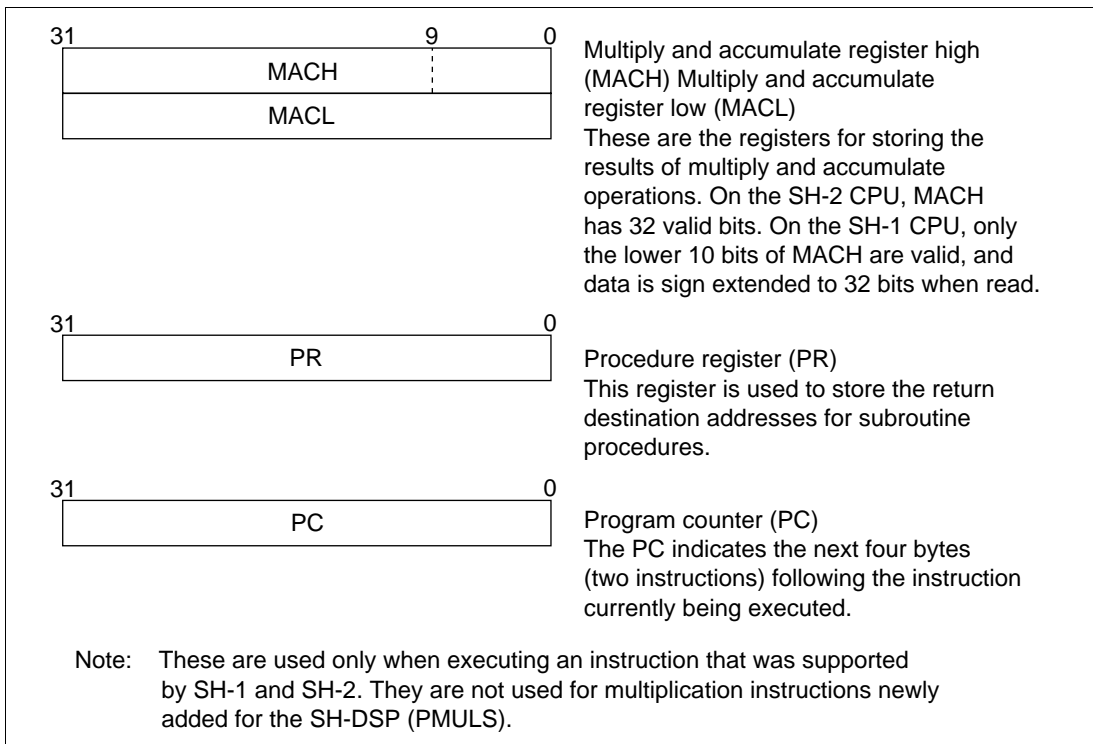 31 9 0
MACH
MACL
Multiply and accumulate register high
(MACH) Multiply and accumulate
register low (MACL)
These are the registers for storing the
results of multiply and accumulate
operations. On the SH-2 CPU, MACH
has 32 valid bits. On the SH-1 CPU, only
the lower 10 bits of MACH are valid, and
data is sign extended to 32 bits when read.
31 0
PR
Procedure register (PR)
This register is used to store the return
destination addresses for subroutine
procedures.
31 0
PC
Program counter (PC)
The PC indicates the next four bytes
(two instructions) following the instruction
currently being executed.
Note: These are used only when executing an instruction that was supported
by SH-1 and SH-2. They are not used for multiplication instructions newly
added for the SH-DSP (PMULS).